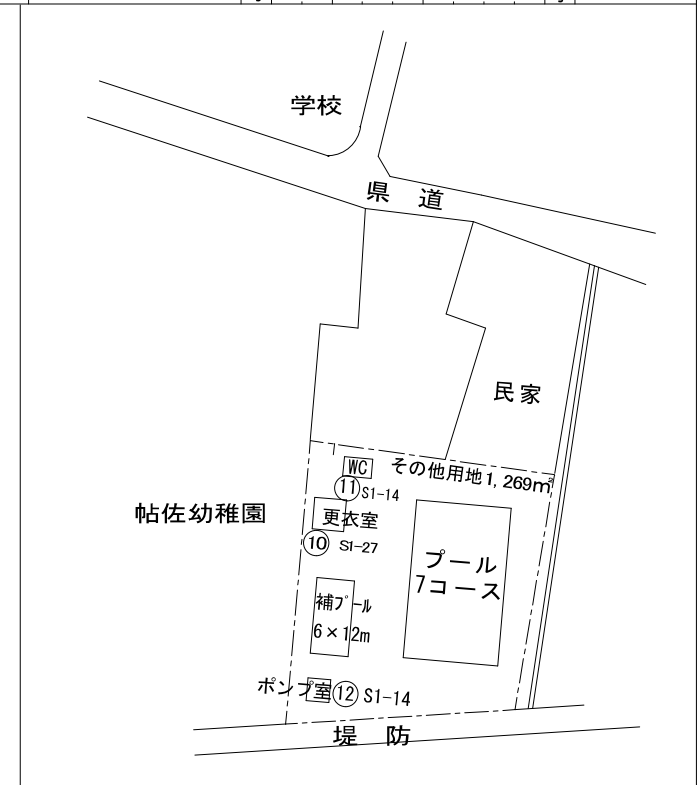 学校
県道
民家
その他用地1,269㎡
WC
⑪ S1-14
帖佐幼稚園
更衣室
⑩ S1-27
プール
7コース
補プール
6×12m
ポンプ室 ⑫ S1-14
堤防